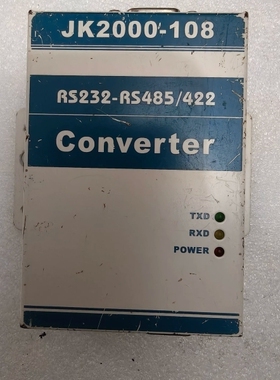 JK2000-108
RS232-RS485/422
Converter
TXD
RXD
POWER